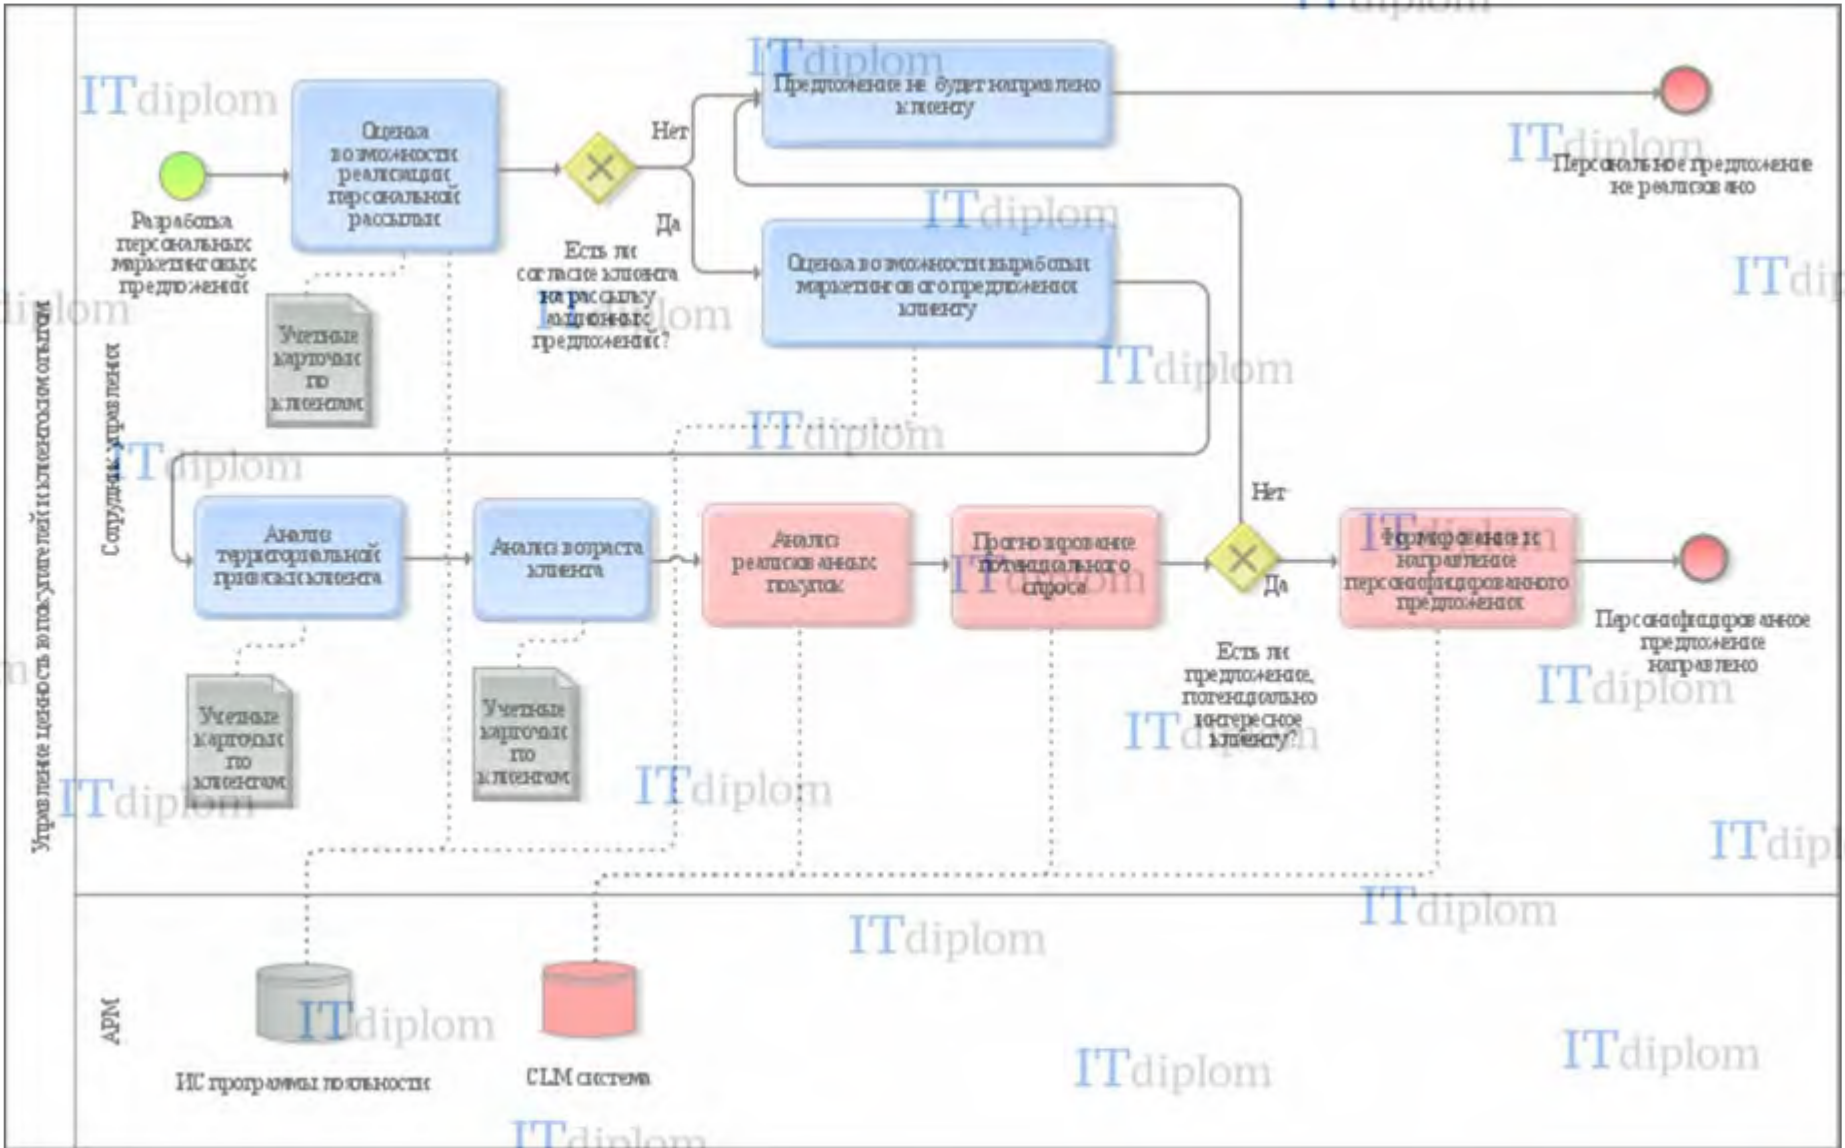 ITdiplom
Управление ценностью покупателей и клиентским опытом
Сотрудник управления
Разработка
персональных
маркетинговых
предложений
Оценка
возможности
реализации
персональной
рассылки
Учетные
карточки
по
клиентам
Есть ли
согласие клиента
на рассылку
акционных
предложений?
Нет
Да
Предложение не будет направлено
клиенту
Оценка возможности выработки
маркетингового предложения
клиенту
Персональное предложение
не реализовано
Анализ
территориальной
привязки клиента
Учетные
карточки
по
клиентам
Анализ возраста
клиента
Учетные
карточки
по
клиентам
Анализ
реализованных
покупок
Прогнозирование
потенциального
спроса
Нет
Да
Есть ли
предложение,
потенциально
интересное
клиенту?
Формирование и
направление
персонифицированного
предложения
Персонифицированное
предложение
направлено
АРМ
ИС программы лояльности
CLM система